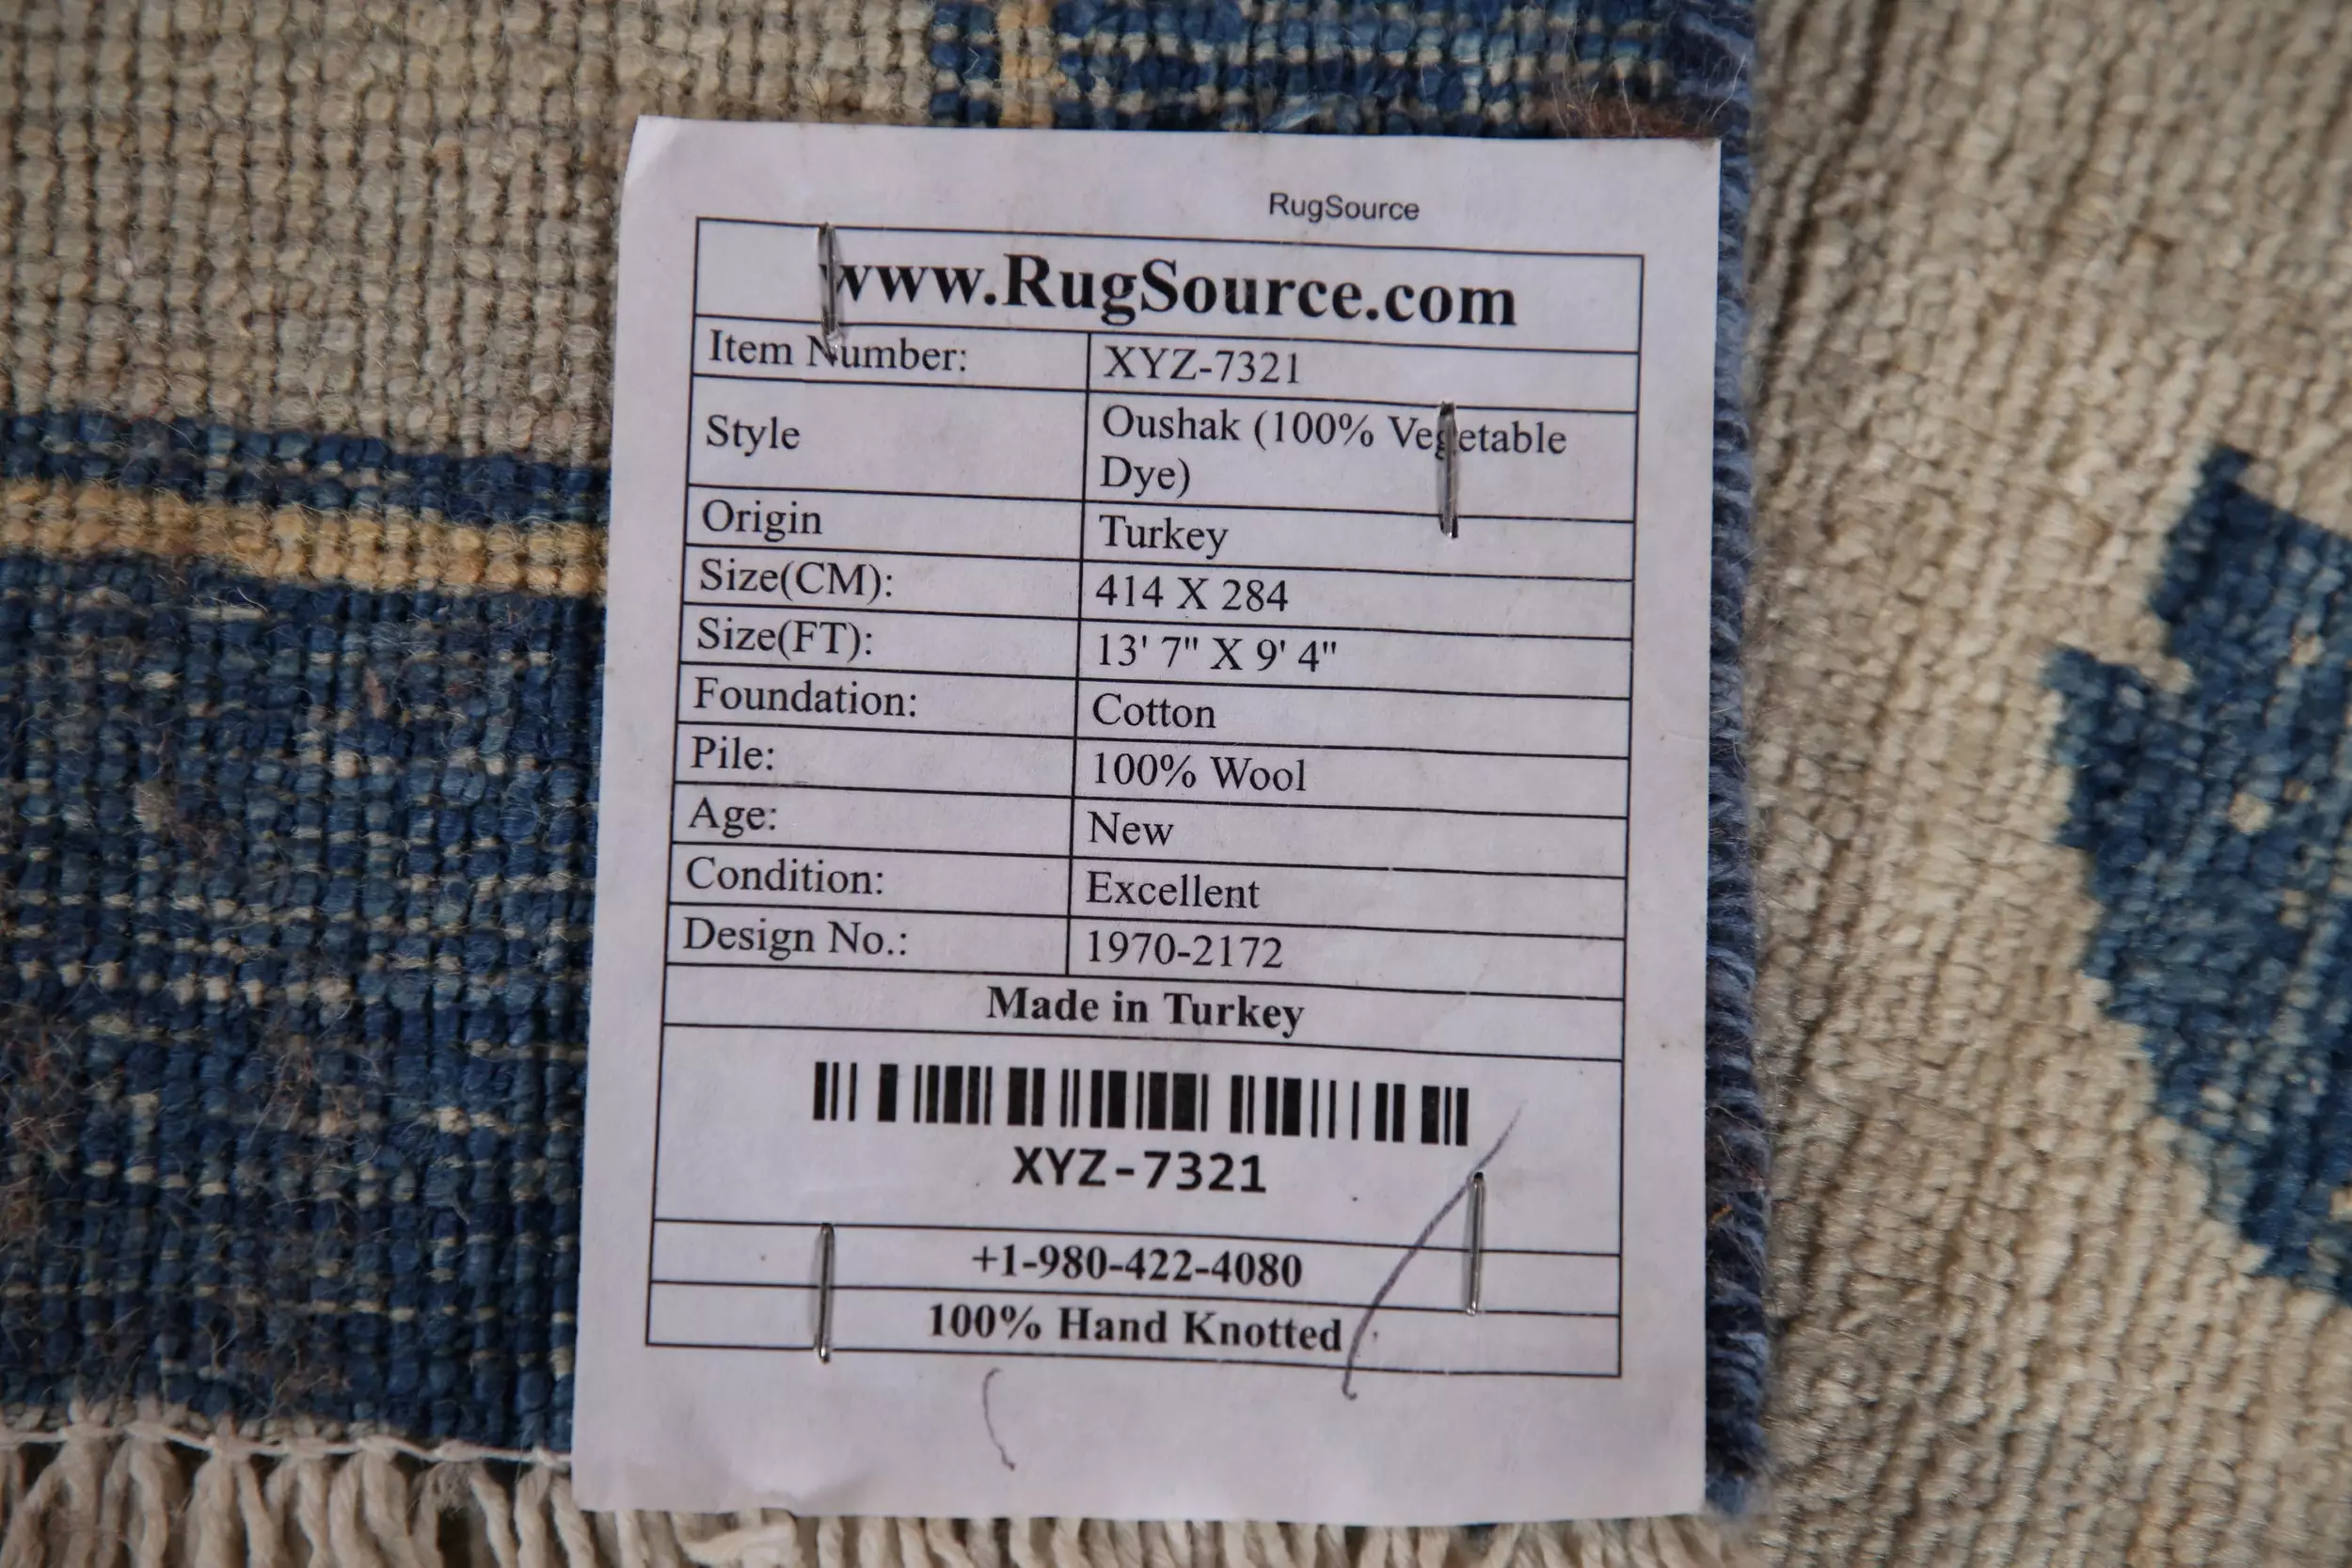 RugSource
www.RugSource.com
Item Number: XYZ-7321
Style Oushak (100% Vegetable
Dye)
Origin Turkey
Size(CM): 414 X 284
Size(FT): 13' 7" X 9' 4"
Foundation: Cotton
Pile: 100% Wool
Age: New
Condition: Excellent
Design No.: 1970-2172
Made in Turkey
XYZ-7321
+1-980-422-4080
100% Hand Knotted